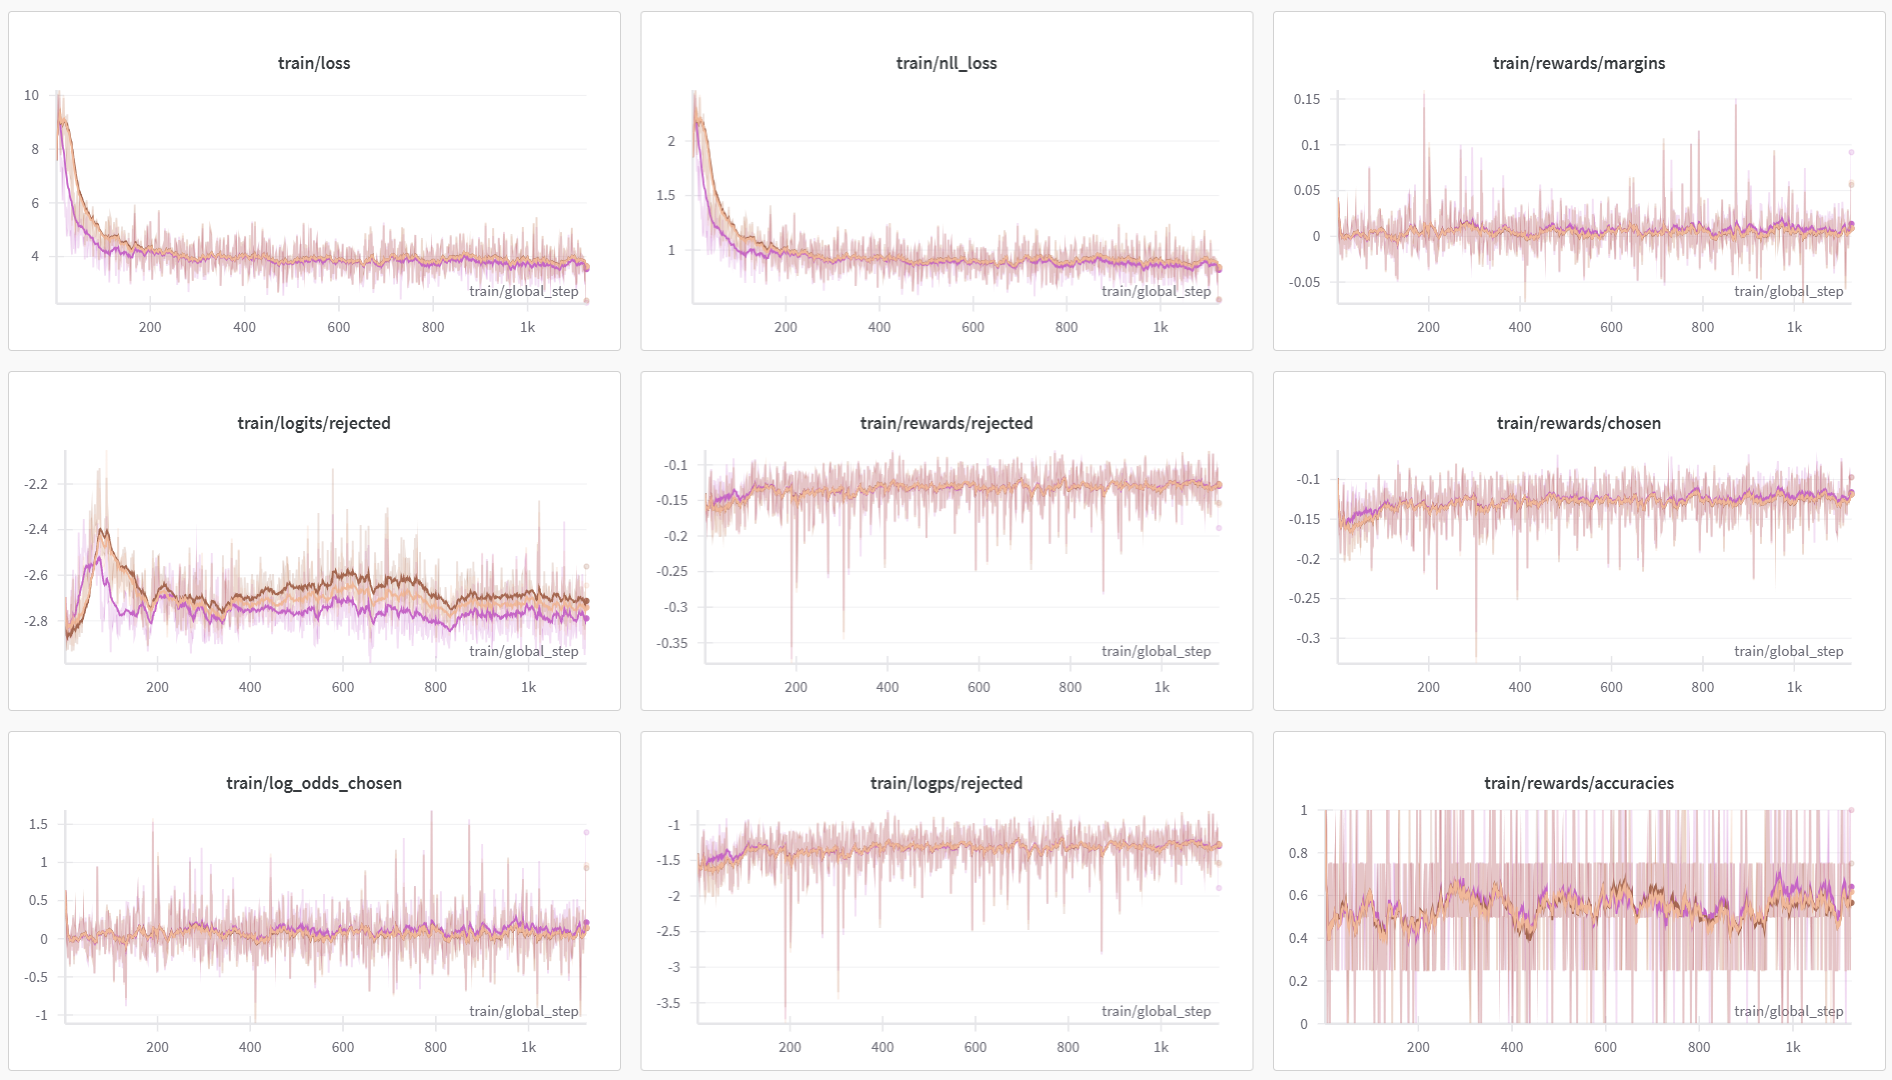 train/loss
10
8
6
4
train/global_step
200 400 600 800 1k
train/nll_loss
2
1.5
1
train/global_step
200 400 600 800 1k
train/rewards/margins
0.15
0.1
0.05
0
-0.05
train/global_step
200 400 600 800 1k
train/logits/rejected
-2.2
-2.4
-2.6
-2.8
train/global_step
200 400 600 800 1k
train/rewards/rejected
-0.1
-0.15
-0.2
-0.25
-0.3
-0.35
train/global_step
200 400 600 800 1k
train/rewards/chosen
-0.1
-0.15
-0.2
-0.25
-0.3
train/global_step
200 400 600 800 1k
train/log_odds_chosen
1.5
1
0.5
0
-0.5
-1
train/global_step
200 400 600 800 1k
train/logps/rejected
-1
-1.5
-2
-2.5
-3
-3.5
train/global_step
200 400 600 800 1k
train/rewards/accuracies
1
0.8
0.6
0.4
0.2
0
train/global_step
200 400 600 800 1k